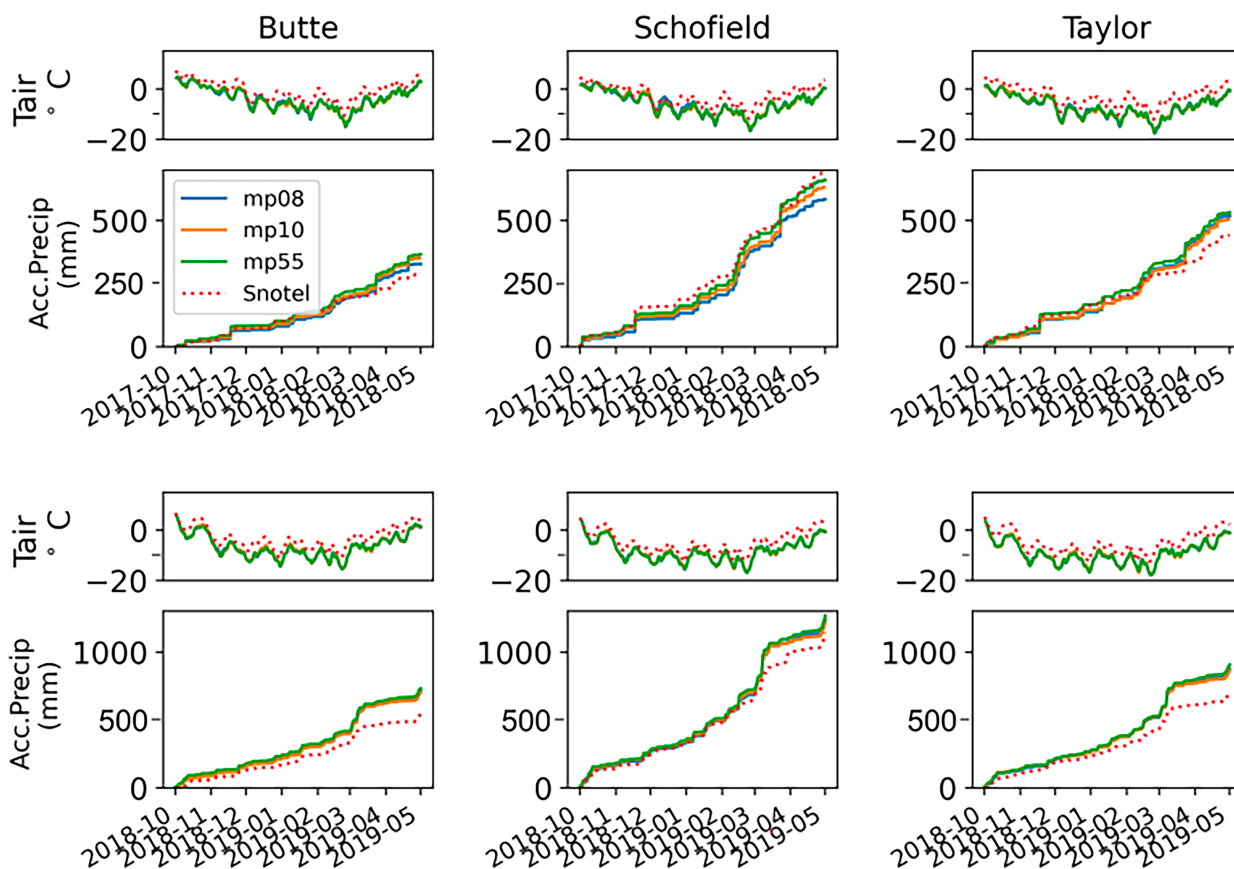 Butte Schofield Taylor
Tair
° C
0 0 0
−20 −20 −20
Acc.Precip
(mm)
500 500 500
250 250 250
0 0 0
mp08
mp10
mp55
Snotel
2017-10 2017-11 2017-12 2018-01 2018-02 2018-03 2018-04 2018-05
2017-10 2017-11 2017-12 2018-01 2018-02 2018-03 2018-04 2018-05
2017-10 2017-11 2017-12 2018-01 2018-02 2018-03 2018-04 2018-05
Tair
° C
0 0 0
−20 −20 −20
Acc.Precip
(mm)
1000 1000 1000
500 500 500
0 0 0
2018-10 2018-11 2018-12 2019-01 2019-02 2019-03 2019-04 2019-05
2018-10 2018-11 2018-12 2019-01 2019-02 2019-03 2019-04 2019-05
2018-10 2018-11 2018-12 2019-01 2019-02 2019-03 2019-04 2019-05